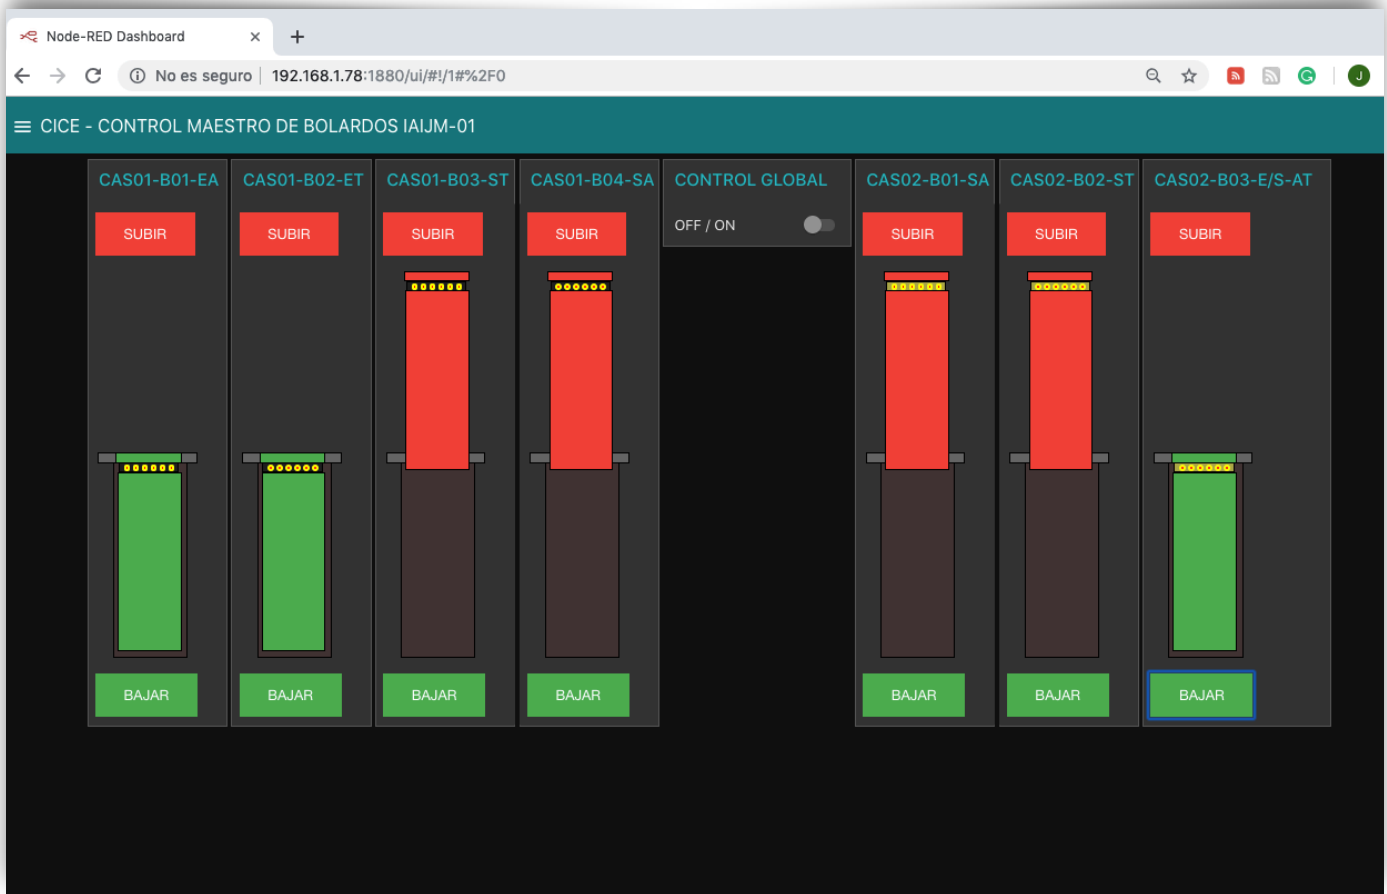 Node-RED Dashboard
No es seguro 192.168.1.78:1880/ui/#!/1#%2F0
J
CICE - CONTROL MAESTRO DE BOLARDOS IAIJM-01
CAS01-B01-EA CAS01-B02-ET CAS01-B03-ST CAS01-B04-SA CONTROL GLOBAL CAS02-B01-SA CAS02-B02-ST CAS02-B03-E/S-AT
SUBIR SUBIR SUBIR SUBIR OFF / ON SUBIR SUBIR SUBIR
BAJAR BAJAR BAJAR BAJAR BAJAR BAJAR BAJAR